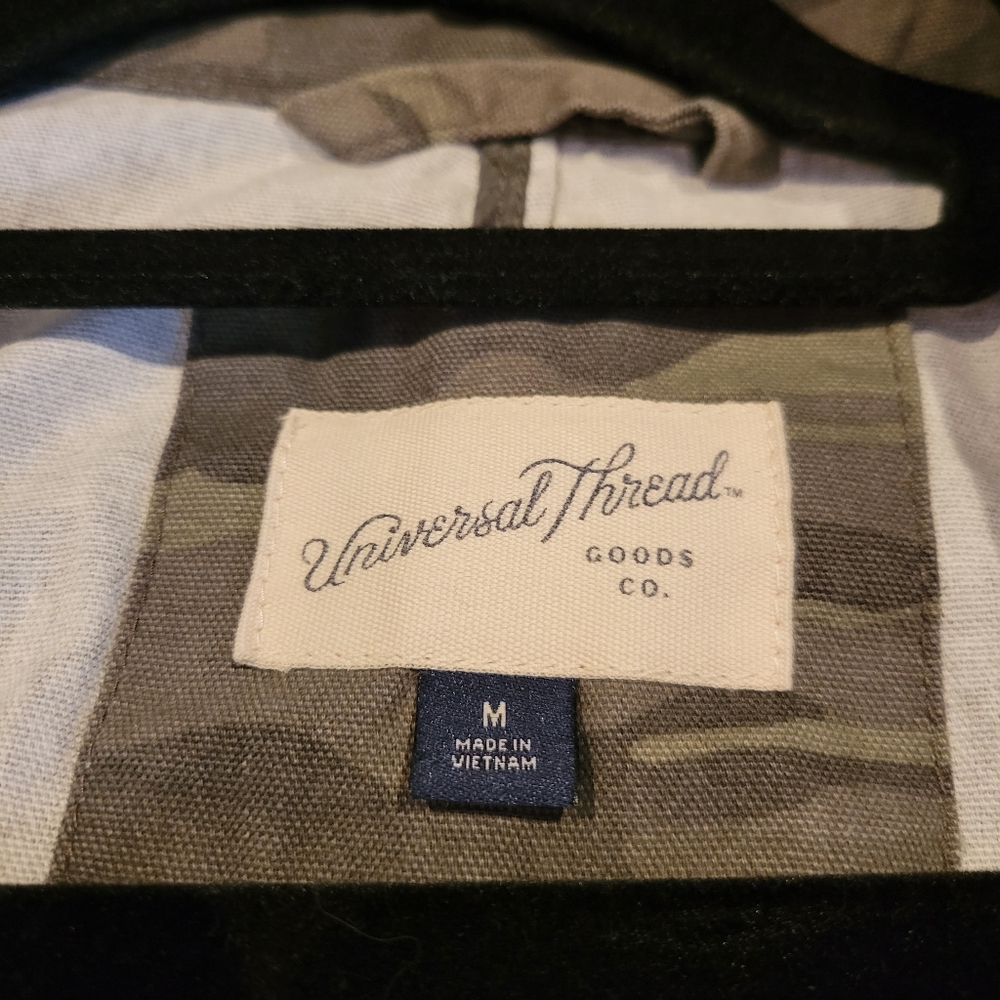 Universal Thread™
GOODS
CO.
M
MADE IN
VIETNAM